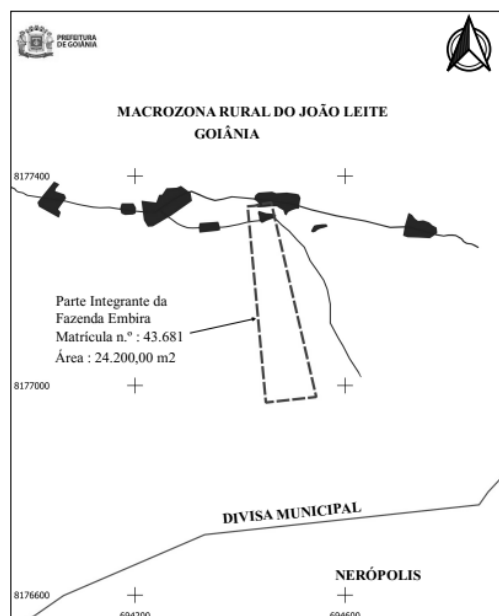 PREFEITURA
DE GOIÂNIA
MACROZONA RURAL DO JOÃO LEITE
GOIÂNIA
8177400
Parte Integrante da
Fazenda Embira
Matrícula n.º : 43.681
Área : 24.200,00 m2
8177000
DIVISA MUNICIPAL
NERÓPOLIS
8176600
694200
694600